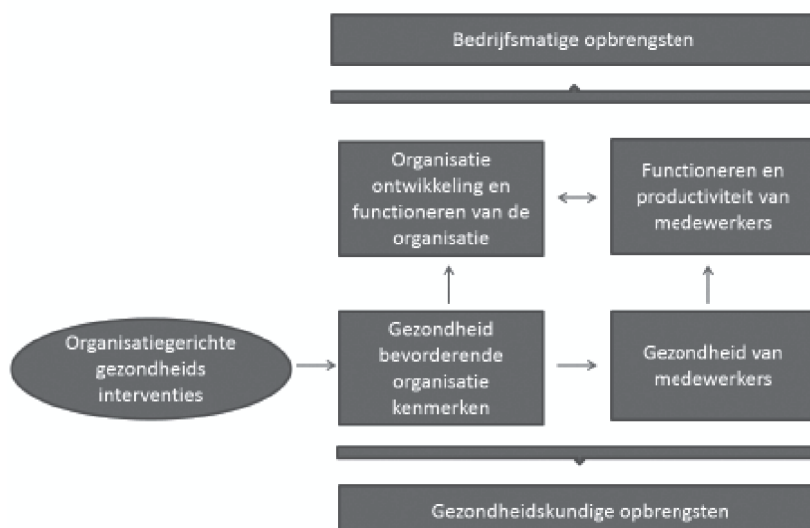 Bedrijfsmatige opbrengsten
Organisatie
ontwikkeling en
functioneren van de
organisatie
Functioneren en
productiviteit van
medewerkers
Organisatiegerichte
gezondheids
interventies
Gezondheid
bevorderende
organisatie
kenmerken
Gezondheid van
medewerkers
Gezondheidskundige opbrengsten